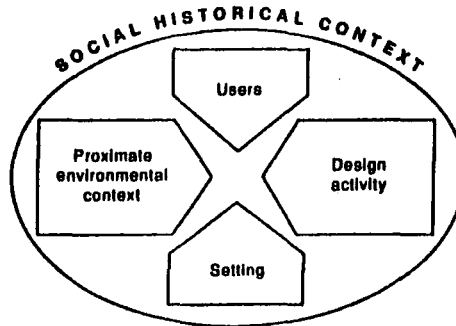 SOCIAL HISTORICAL CONTEXT
Users
Proximate
environmental
context
Design
activity
Setting